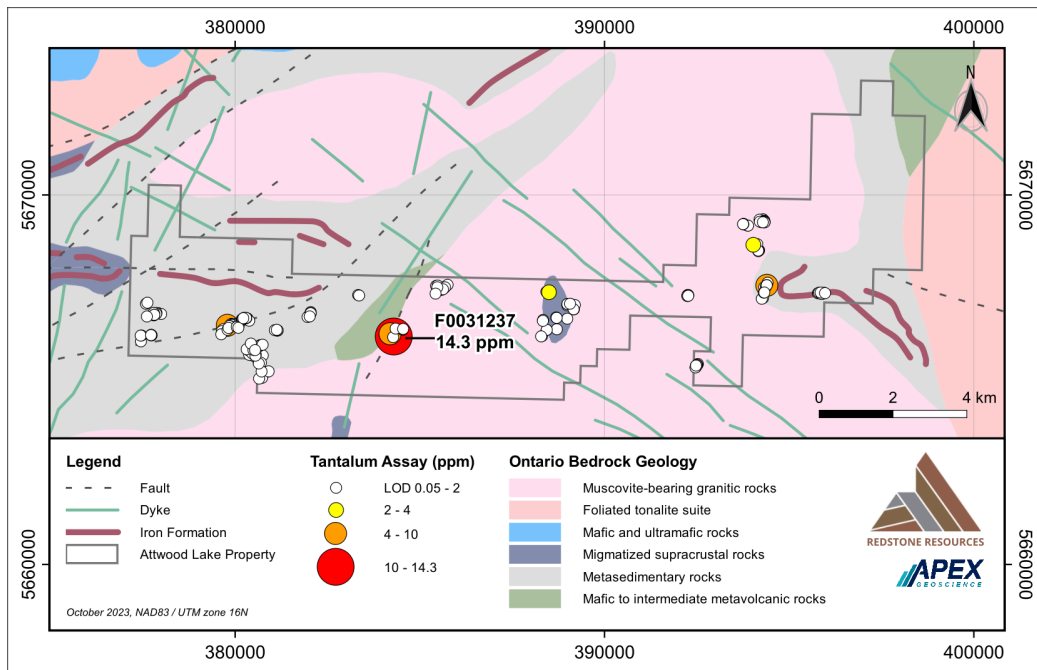 380000
390000
400000
N
5670000
5670000
F0031237
14.3 ppm
0 2 4 km
Legend
Fault
Dyke
Iron Formation
Attwood Lake Property
October 2023, NAD83 / UTM zone 16N
Tantalum Assay (ppm)
LOD 0.05 - 2
2 - 4
4 - 10
10 - 14.3
Ontario Bedrock Geology
Muscovite-bearing granitic rocks
Foliated tonalite suite
Mafic and ultramafic rocks
Migmatized supracrustal rocks
Metasedimentary rocks
Mafic to intermediate metavolcanic rocks
REDSTONE RESOURCES
APEX
GEOSCIENCE
5660000
5660000
380000
390000
400000